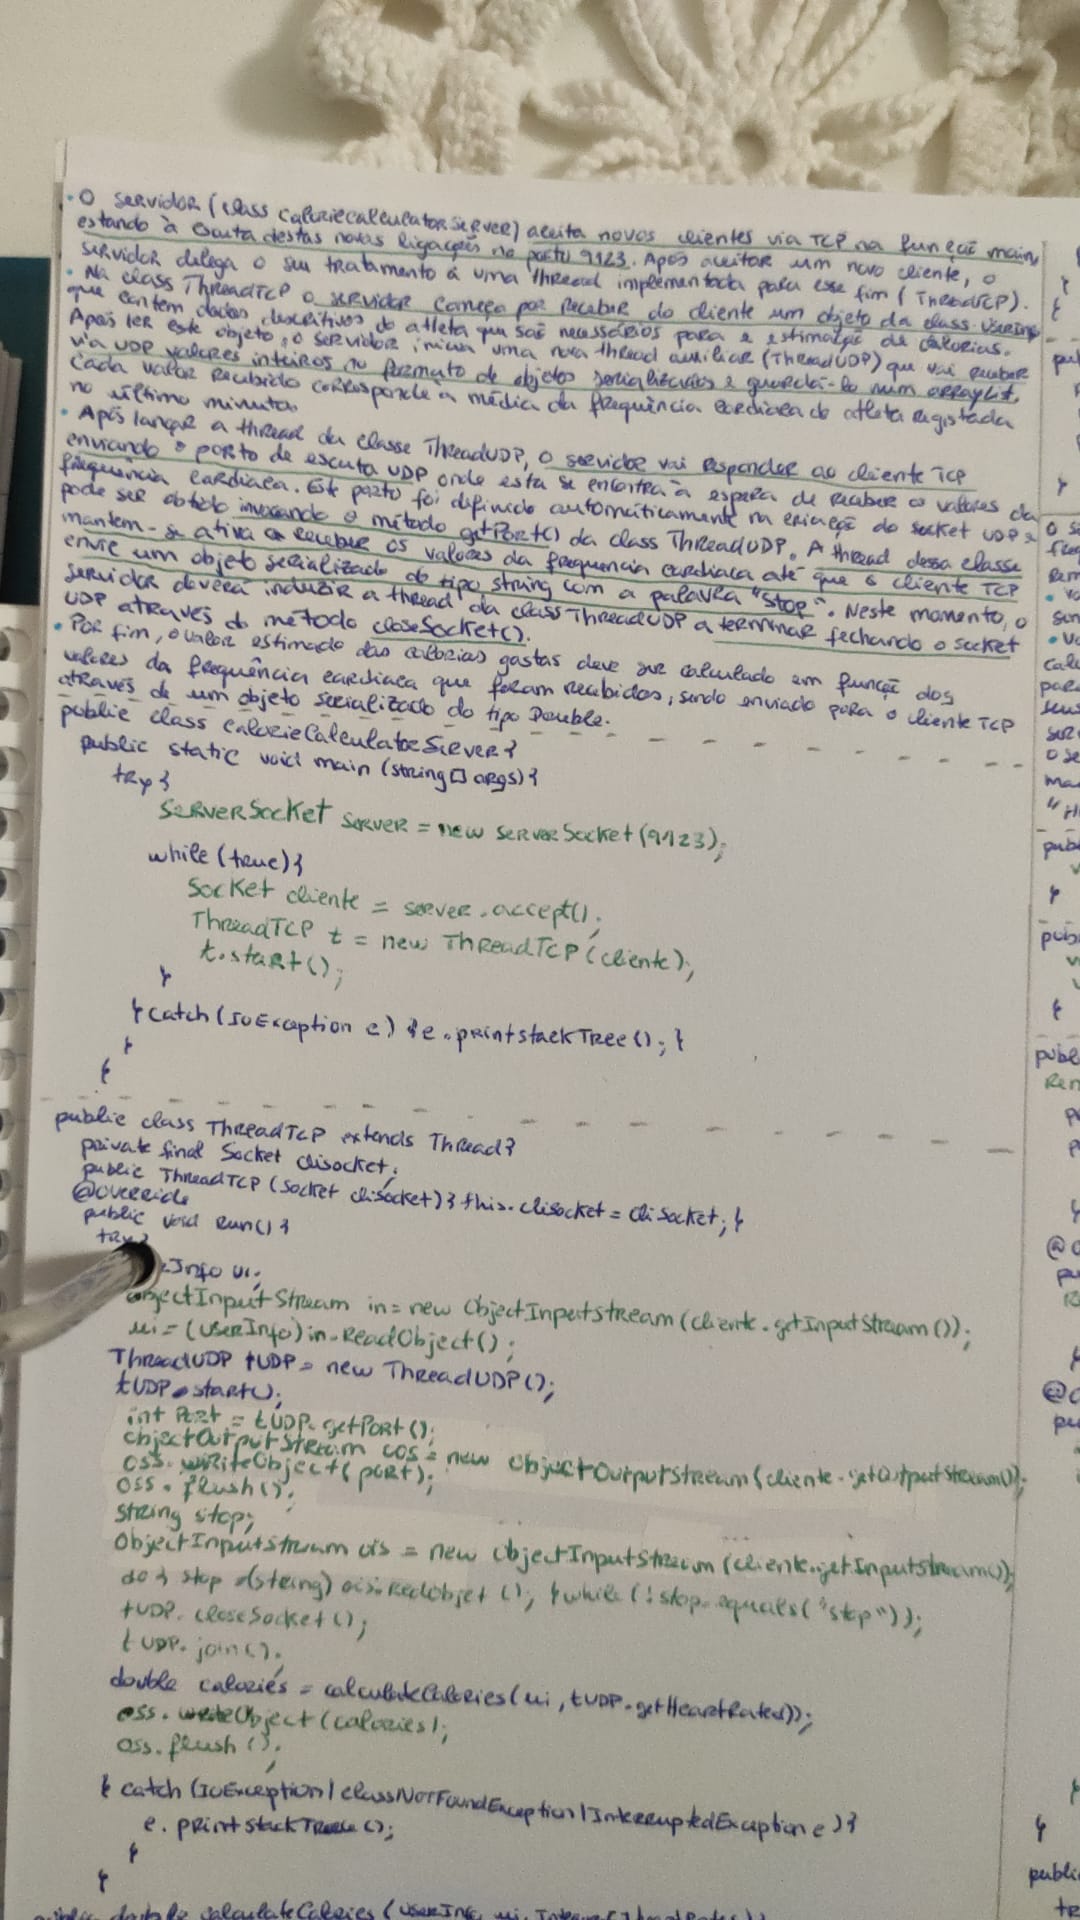 • O servidor (class CalorieCalculatorServer) aceita novos clientes via TCP na função main,
estando à escuta destas novas ligações no porto 9123. Após aceitar um novo cliente, o
servidor delega o seu tratamento à uma thread implementada para esse fim (ThreadTCP).
• Na class ThreadTCP o servidor começa por receber do cliente um objeto da class UserInfo
que contem dados descritivos do atleta que são necessários para a estimação de calorias.
Após ler este objeto, o servidor inicia uma nova thread auxiliar (ThreadUDP) que vai receber
via UDP valores inteiros no formato de objetos serializados e guardá-lo num arraylist,
Cada valor recebido corresponde à média da frequência cardiaca do atleta registada
no último minuto.
• Após lançar a thread da classe ThreadUDP, o servidor vai responder ao cliente TCP
enviando o porto de escuta UDP onde esta se encontra à espera de receber os valores da
frequência cardiaca. Este porto foi definido automáticamente na criação do socket UDP e
pode ser obtido invocando o método getPort() da class ThreadUDP. A thread dessa classe
mantem-se ativa a receber os valores da frequencia cardiaca até que o cliente TCP
envie um objeto serializado do tipo string com a palavra "stop". Neste momento, o
servidor deverá induzir a thread da class ThreadUDP a terminar fechando o socket
UDP através do método closeSocket().
• Por fim, o valor estimado das calorias gastas deve ser calculado em função dos
valores da frequência cardiaca que foram recebidos, sendo enviado para o cliente TCP
através de um objeto serializado do tipo Double.
public class CalorieCalculatorServer{
public static void main (string[] args){
try{
ServerSocket server = new ServerSocket(9123);
while (true){
Socket cliente = server.accept();
ThreadTCP t = new ThreadTCP(cliente);
t.start();
}
}catch(IoException e) {e.printstackTree(); }
}
}
public class ThreadTCP extends Thread{
private final Socket clisocket;
public ThreadTCP (Socket clisocket){ this.clisocket = cliSocket; }
@override
public void run(){
try{
Info ui;
ObjectInputStream in = new ObjectInputStream(cliente.getInputStream());
ui = (UserInfo) in.ReadObject();
ThreadUDP tUDP = new ThreadUDP();
tUDP.start();
int Port = tUDP.getPort();
ObjectOutputStream oos = new ObjectOutputStream(cliente.getOutputStream());
oss.writeObject(port);
oss.flush();
string stop;
ObjectInputstream ois = new ObjectInputStream(cliente.getInputStream());
do{ stop =(string) ois.Redobjet (); }while (!stop.equals("stop"));
tUDP.closeSocket();
tUDP.join();
double calories = calculateCalories(ui, tUDP.getHeartRates());
oss.writeObject(calories);
oss.flush();
} catch (IoException|classNotFoundException|InterruptedException e){
e.printstackTrace();
}
}
calculateCalories (UserInfo ui,